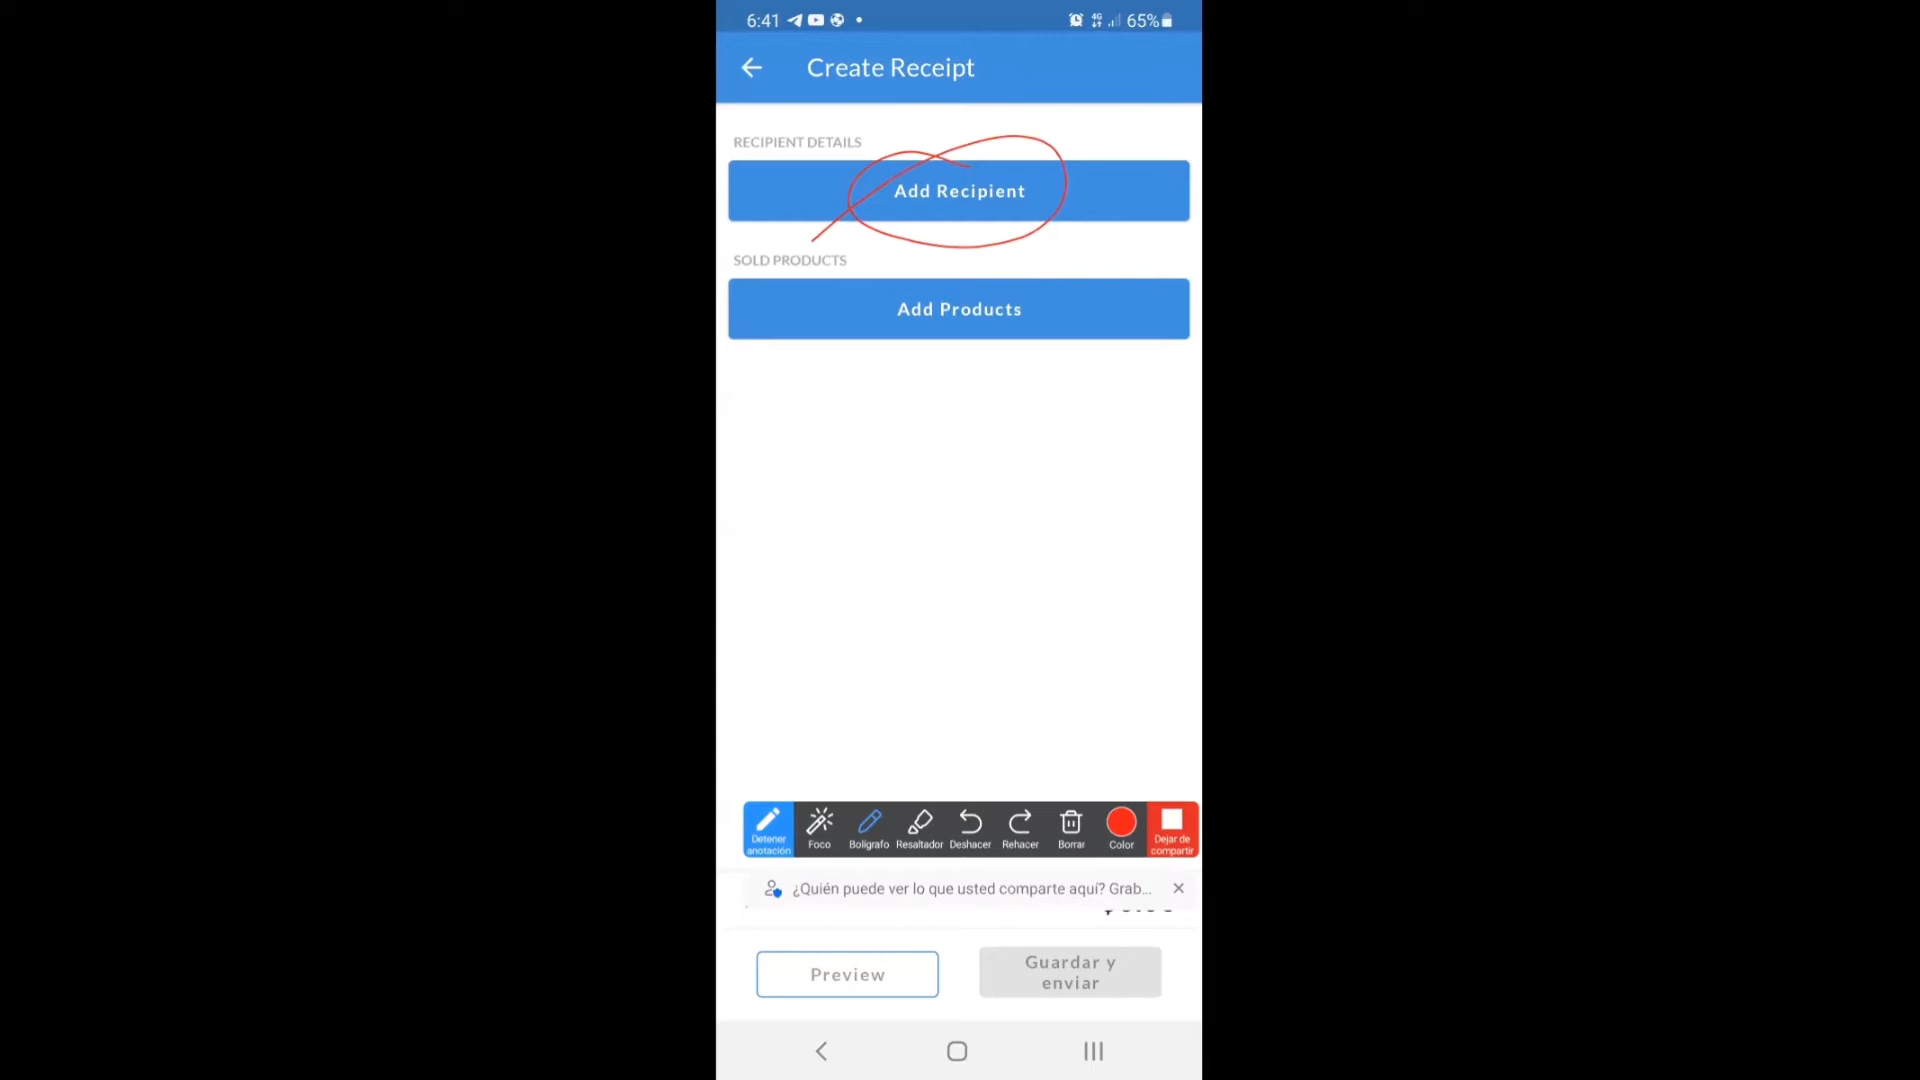 6:41 4G 65%
Create Receipt
RECIPIENT DETAILS
Add Recipient
SOLD PRODUCTS
Add Products
Detener anotación
Foco
Bolígrafo
Resaltador
Deshacer
Rehacer
Borrar
Color
Dejar de compartir
¿Quién puede ver lo que usted comparte aquí? Grab...
Preview
Guardar y
enviar